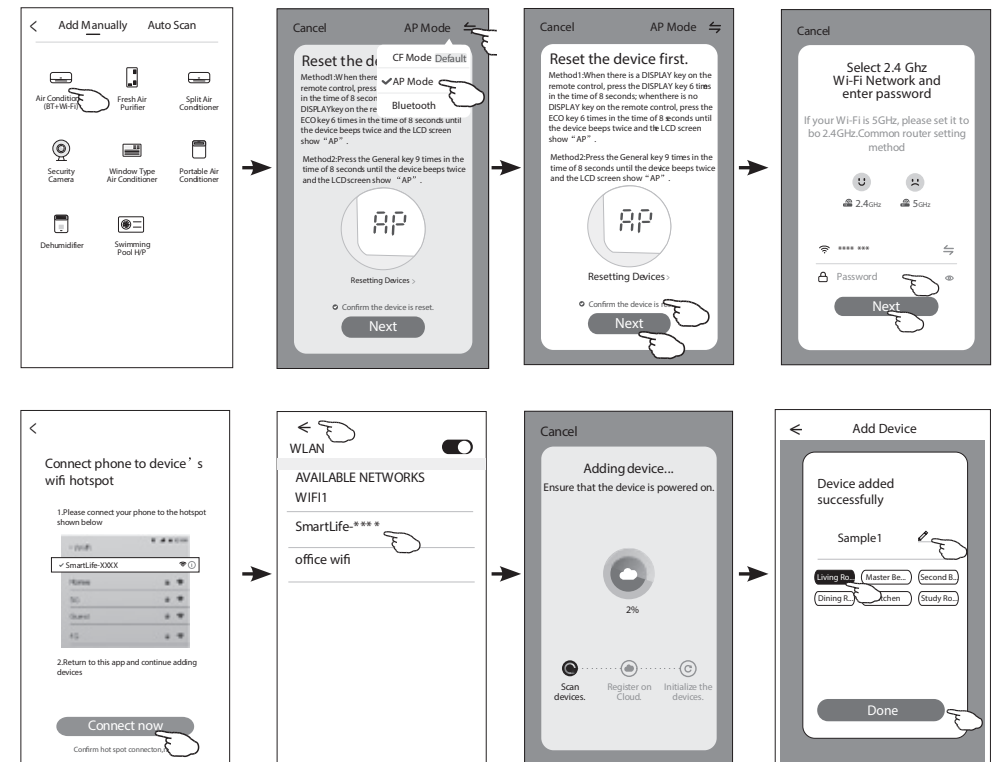 Add Manually Auto Scan
Air Condition
(BT+Wi-Fi)
Fresh Air
Purifier
Split Air
Conditioner
Security
Camera
Window Type
Air Conditioner
Portable Air
Conditioner
Dehumidifier
Swimming
Pool H/P
Cancel AP Mode
Reset the de
CF Mode Default
AP Mode
Bluetooth
Method1:When there
remote control, press
in the time of 8 secon
DISPLAYkey on the re
ECO key 6 times in the time of 8 seconds until
the device beeps twice and the LCD screen
show “AP”.
Method2:Press the General key 9 times in the
time of 8 seconds until the device beeps twice
and the LCDscreen show “AP”.
AP
Resetting Devices >
Confirm the device is reset.
Next
Cancel AP Mode
Reset the device first.
Method1:When there is a DISPLAY key on the
remote control, press the DISPLAY key 6 times
in the time of 8 seconds; whenthere is no
DISPLAY key on the remote control, press the
ECO key 6 times in the time of 8 seconds until
the device beeps twice and the LCD screen
show “AP”.
Method2:Press the General key 9 times in the
time of 8 seconds until the device beeps twice
and the LCD screen show “AP”.
AP
Resetting Devices >
Confirm the device is
Next
Cancel
Select 2.4 Ghz
Wi-Fi Network and
enter password
If your Wi-Fi is 5GHz, please set it to
bo 2.4GHz.Common router setting
method
2.4GHz 5GHz
**** ***
Password
Next
Connect phone to device’s
wifi hotspot
1.Please connect your phone to the hotspot
shown below
SmartLife-XXXX
Homes
5G
Guest
4G
2.Return to this app and continue adding
devices
Connect now
Confirm hot spot connecton,
WLAN
AVAILABLE NETWORKS
WIFI1
SmartLife-****
office wifi
Cancel
Adding device...
Ensure that the device is powered on.
2%
Scan
devices.
Register on
Cloud.
Initialize the
devices.
Add Device
Device added
successfully
Sample1
Living Ro... Master Be... Second B...
Dining R... tchen Study Ro...
Done